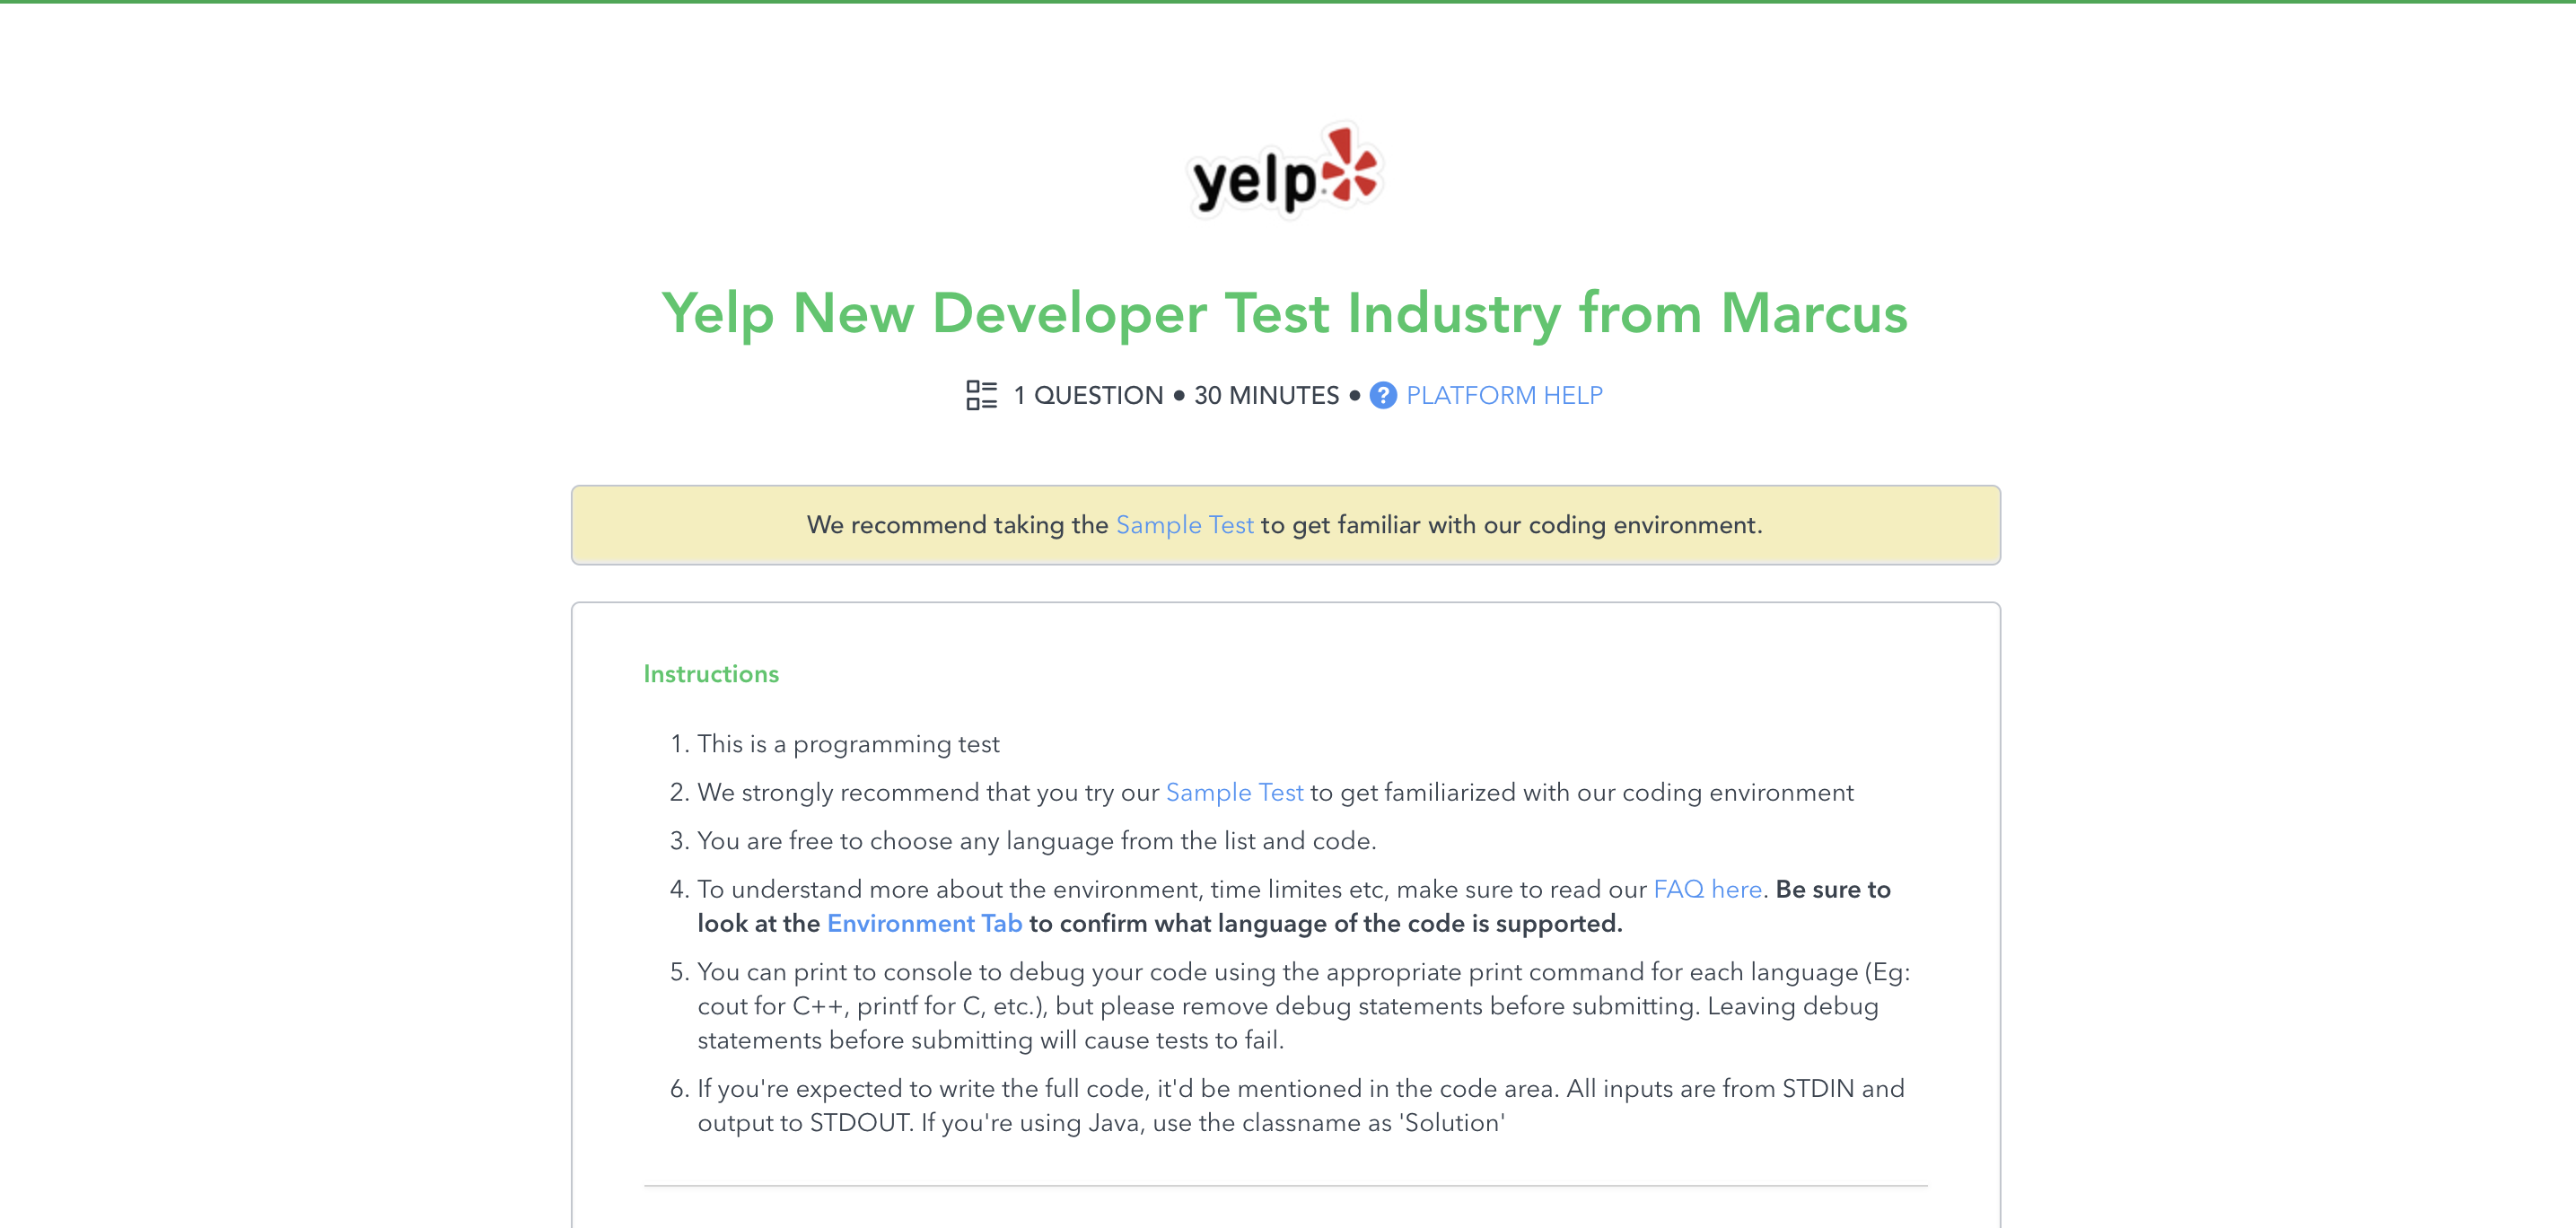 yelp
Yelp New Developer Test Industry from Marcus
1 QUESTION • 30 MINUTES • ? PLATFORM HELP
We recommend taking the Sample Test to get familiar with our coding environment.
Instructions
1. This is a programming test
2. We strongly recommend that you try our Sample Test to get familiarized with our coding environment
3. You are free to choose any language from the list and code.
4. To understand more about the environment, time limites etc, make sure to read our FAQ here. Be sure to
look at the Environment Tab to confirm what language of the code is supported.
5. You can print to console to debug your code using the appropriate print command for each language (Eg:
cout for C++, printf for C, etc.), but please remove debug statements before submitting. Leaving debug
statements before submitting will cause tests to fail.
6. If you're expected to write the full code, it'd be mentioned in the code area. All inputs are from STDIN and
output to STDOUT. If you're using Java, use the classname as 'Solution'